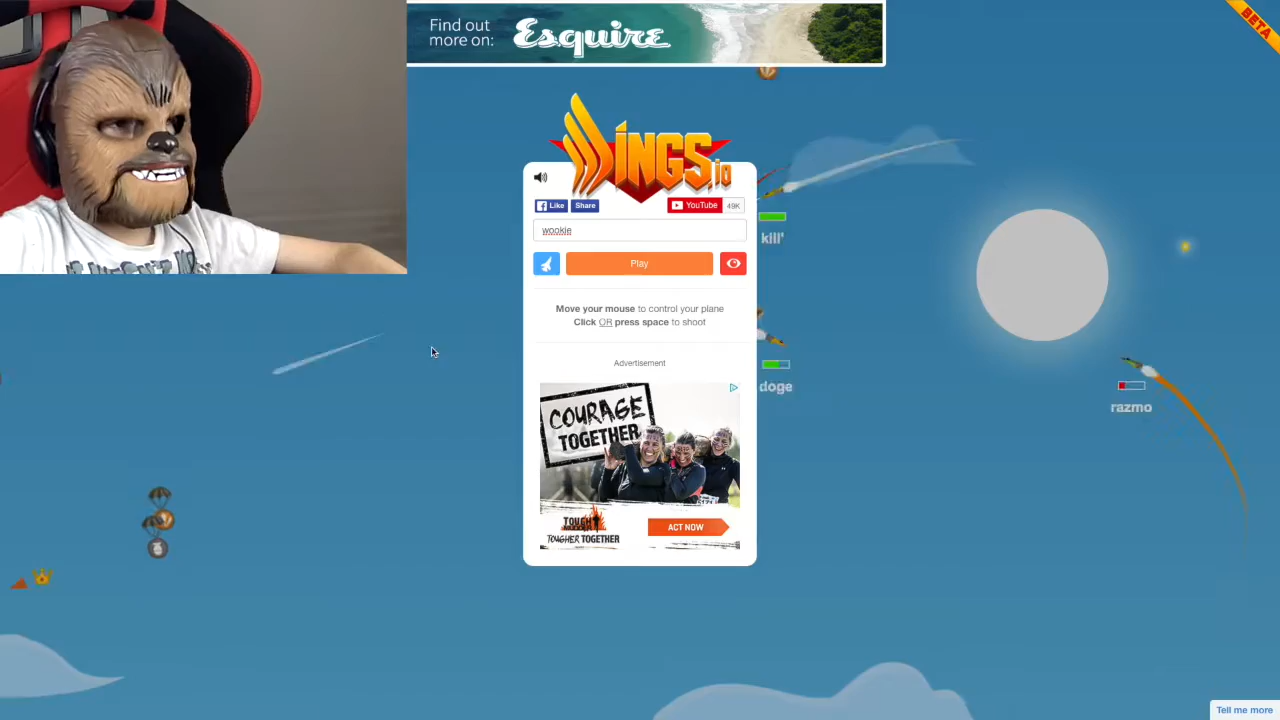 Find out
more on:
Esquire
BETA
WINGS.io
Like
Share
YouTube
49K
wookie
Play
kill'
Move your mouse to control your plane
Click OR press space to shoot
Advertisement
doge
razmo
COURAGE
TOGETHER
TOUGH
TOUGHER TOGETHER
ACT NOW
Tell me more